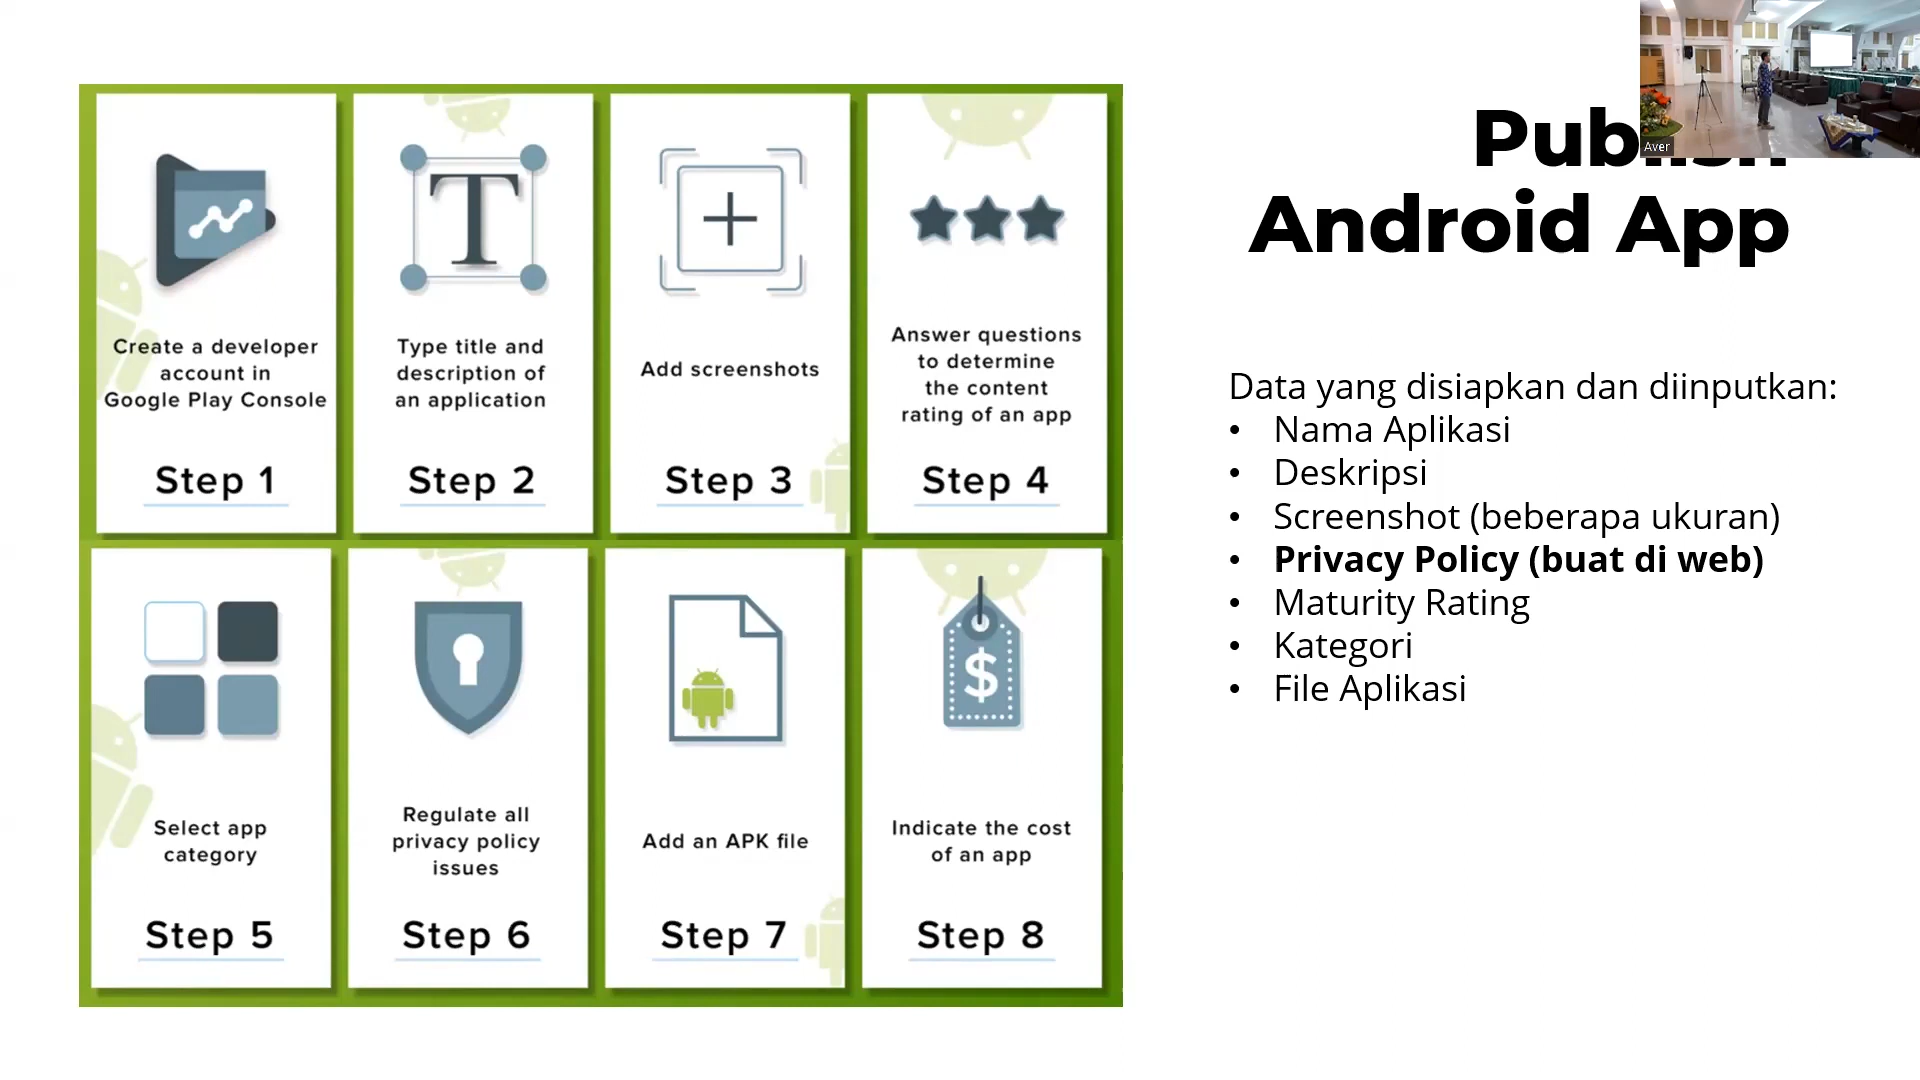 Aver
Publish
Android App
Create a developer
account in
Google Play Console
Step 1
Type title and
description of
an application
Step 2
Add screenshots
Step 3
Answer questions
to determine
the content
rating of an app
Step 4
Select app
category
Step 5
Regulate all
privacy policy
issues
Step 6
Add an APK file
Step 7
Indicate the cost
of an app
Step 8
Data yang disiapkan dan diinputkan:
• Nama Aplikasi
• Deskripsi
• Screenshot (beberapa ukuran)
• Privacy Policy (buat di web)
• Maturity Rating
• Kategori
• File Aplikasi